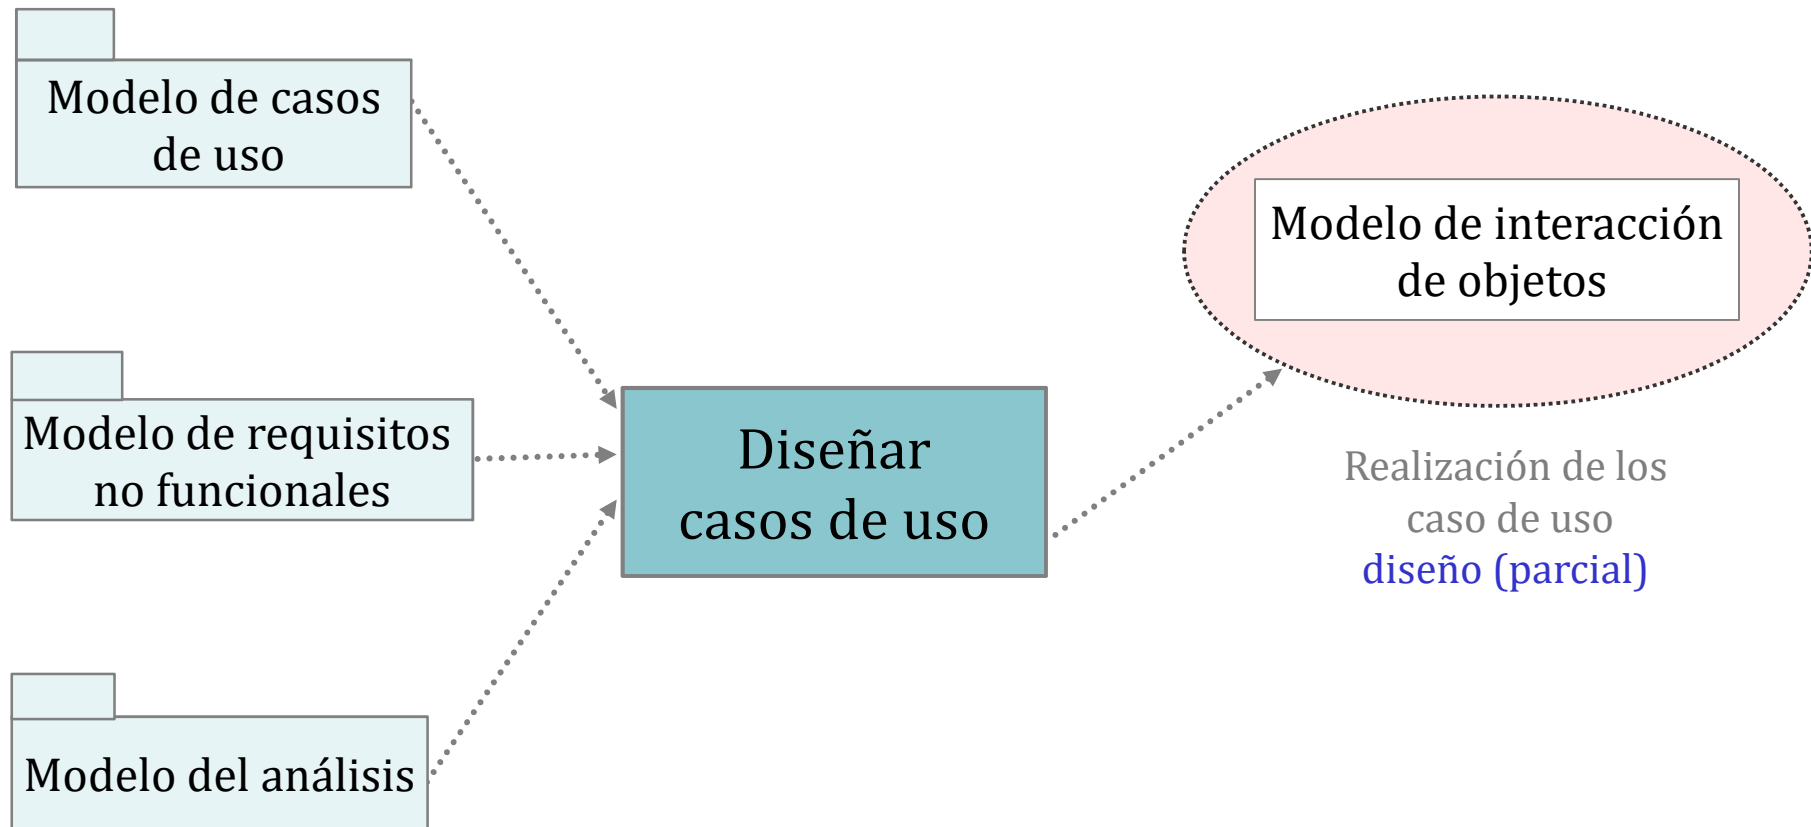 Modelo de casos
de uso
Modelo de interacción
de objetos
Modelo de requisitos
no funcionales
Diseñar
casos de uso
Realización de los
caso de uso
diseño (parcial)
Modelo del análisis